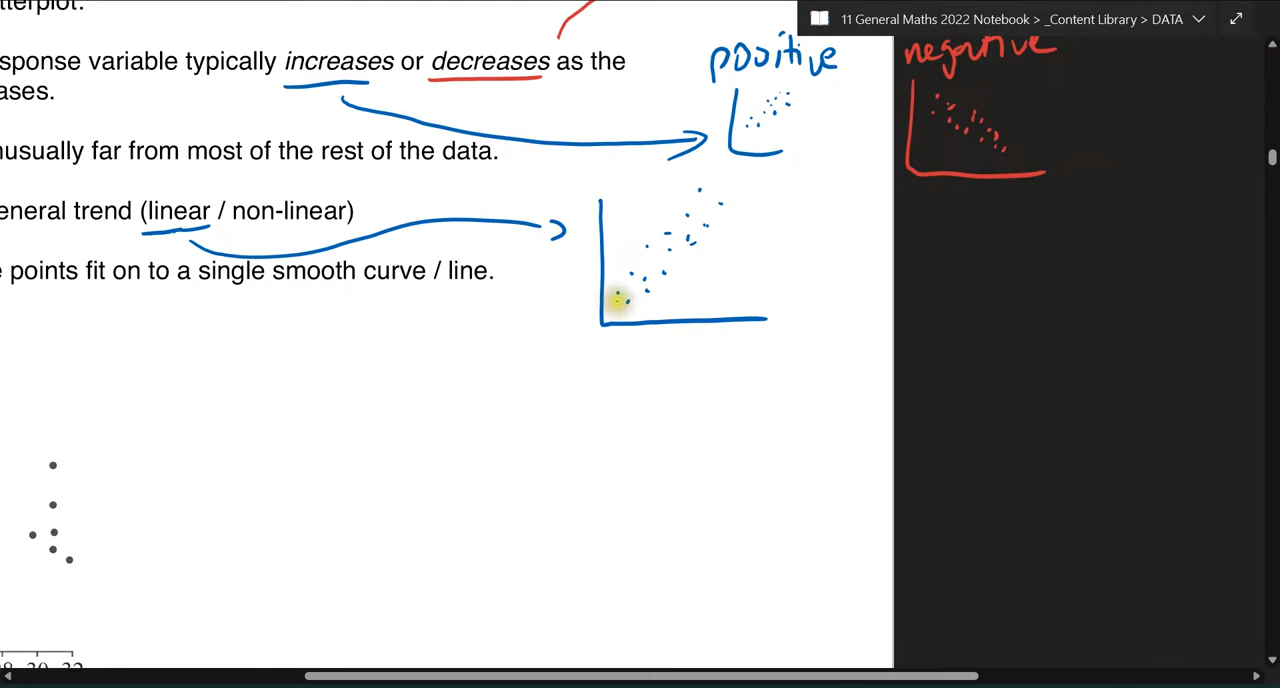 11 General Maths 2022 Notebook > _Content Library > DATA
positive
negative
sponse variable typically increases or decreases as the
ases.
nusually far from most of the rest of the data.
eneral trend (linear / non-linear)
e points fit on to a single smooth curve / line.
30 32